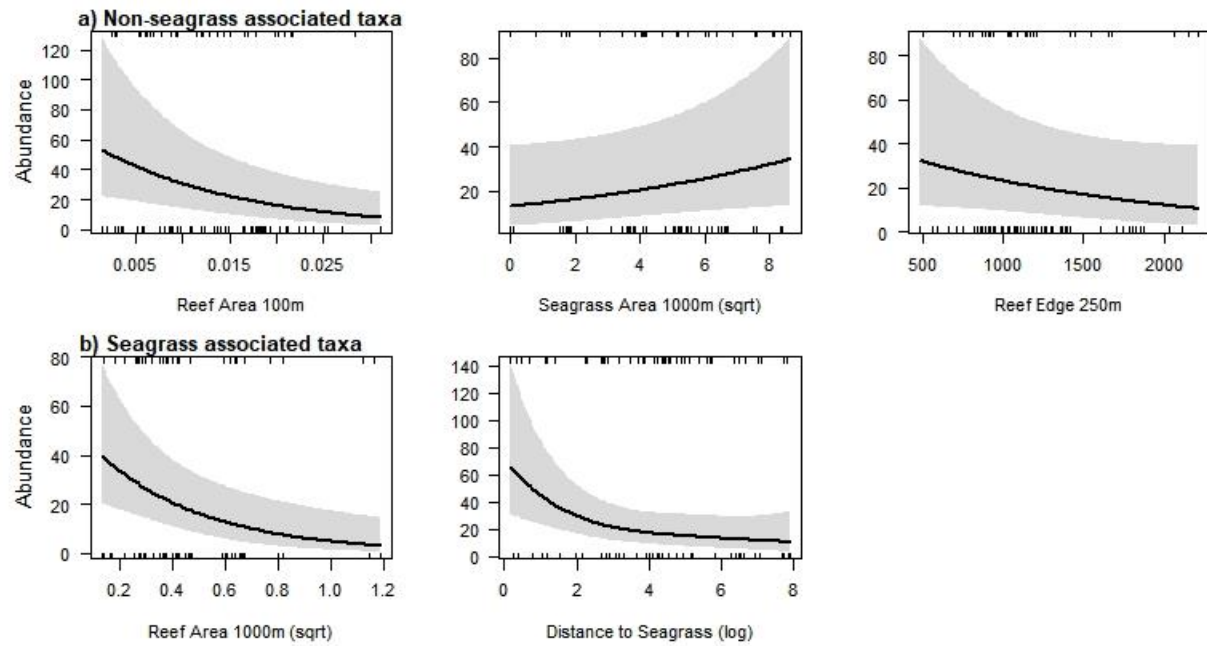 a) Non-seagrass associated taxa
Abundance
120
100
80
60
40
20
0
0.005 0.015 0.025
Reef Area 100m
80
60
40
20
0 2 4 6 8
Seagrass Area 1000m (sqrt)
80
60
40
20
0
500 1000 1500 2000
Reef Edge 250m
b) Seagrass associated taxa
Abundance
80
60
40
20
0
0.2 0.4 0.6 0.8 1.0 1.2
Reef Area 1000m (sqrt)
140
120
100
80
60
40
20
0
0 2 4 6 8
Distance to Seagrass (log)